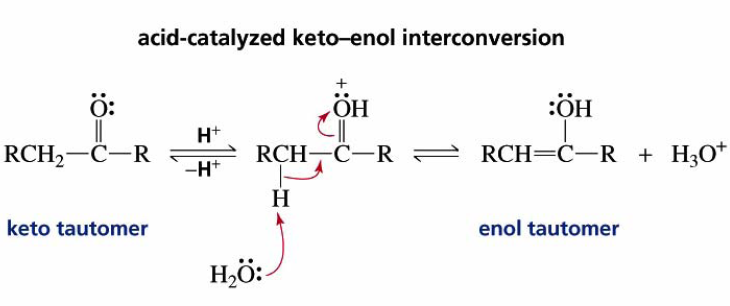 acid-catalyzed keto–enol interconversion
+
:Ö: ÖH :ÖH
RCH₂—C—R H⁺ RCH—C—R RCH=C—R + H₃O⁺
–H⁺
H
keto tautomer enol tautomer
H₂Ö: